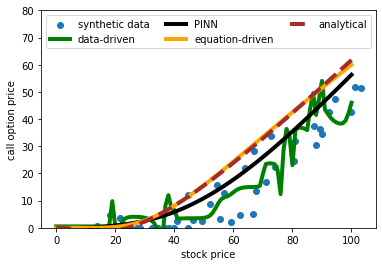 synthetic data
PINN
analytical
data-driven
equation-driven
80
70
60
50
40
30
20
10
0
call option price
0
20
40
60
80
100
stock price